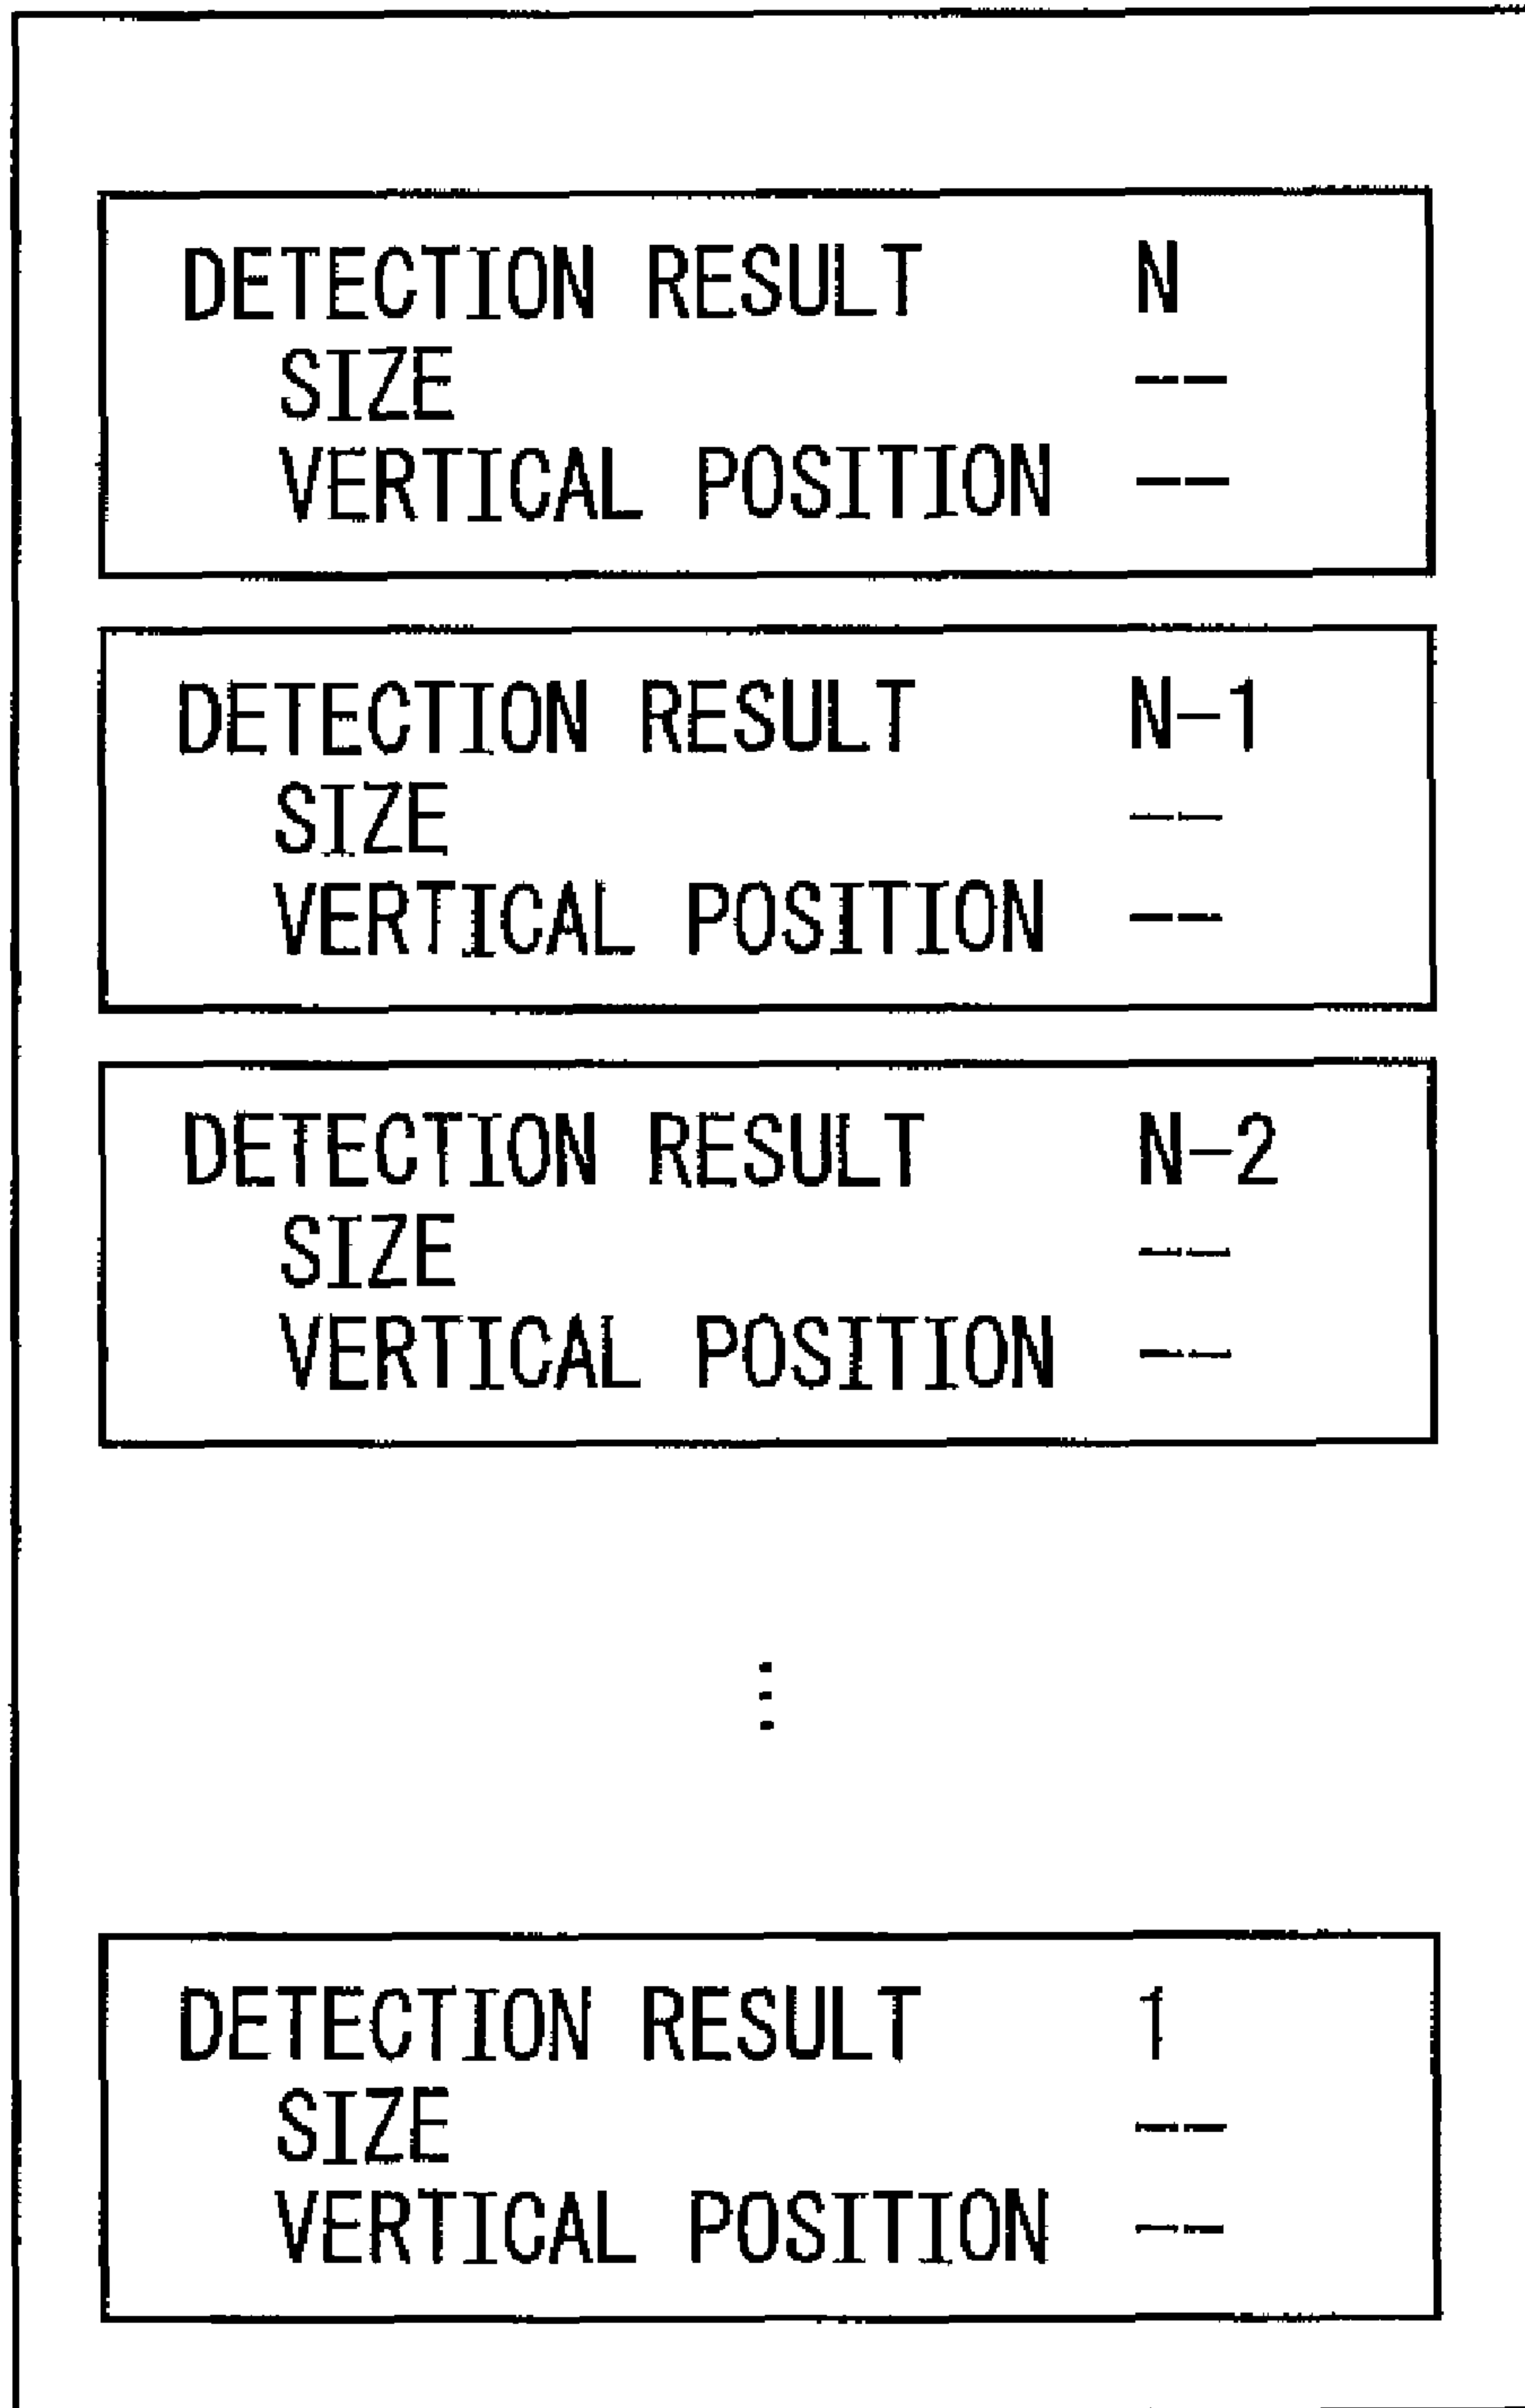 DETECTION RESULT N
SIZE --
VERTICAL POSITION --
DETECTION RESULT N-1
SIZE --
VERTICAL POSITION --
DETECTION RESULT N-2
SIZE --
VERTICAL POSITION --
⋮
DETECTION RESULT 1
SIZE --
VERTICAL POSITION --